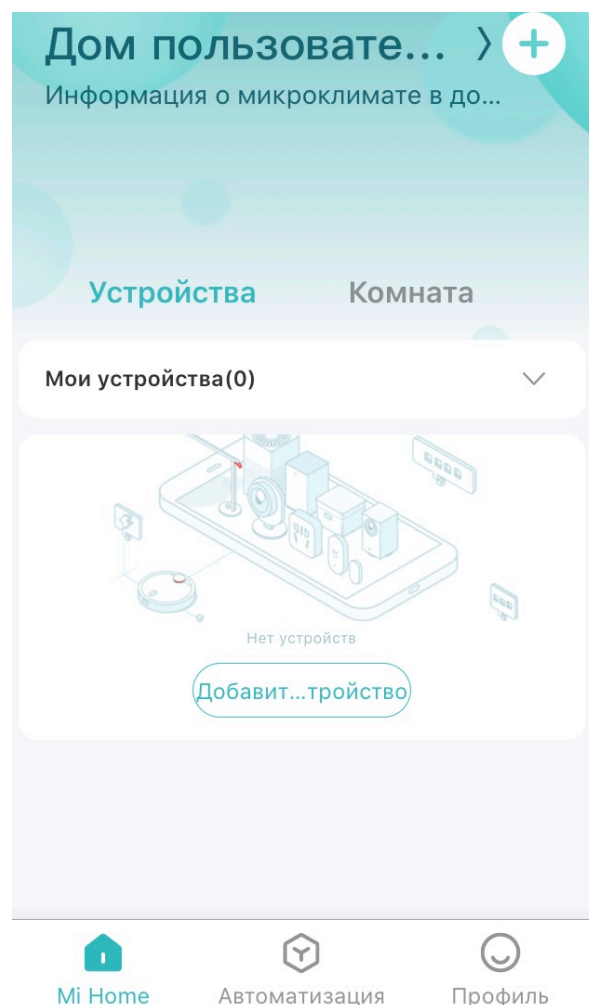 Дом пользовате... 〉 +
Информация о микроклимате в до...
Устройства Комната
Мои устройства(0)
Нет устройств
Добавит...тройство
Mi Home Автоматизация Профиль